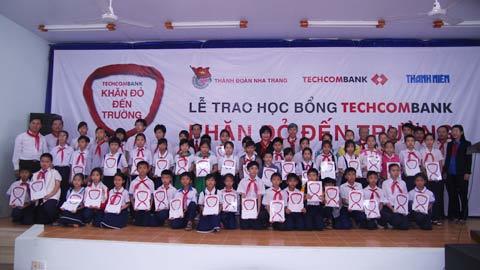 TECHCOMBANK
KHĂN ĐỎ
ĐẾN
TRƯỜNG
THÀNH ĐOÀN NHA TRANG
TECHCOMBANK
THANH NIÊN
LỄ TRAO HỌC BỔNG TECHCOMBANK
KHĂN ĐỎ ĐẾN TRƯỜNG